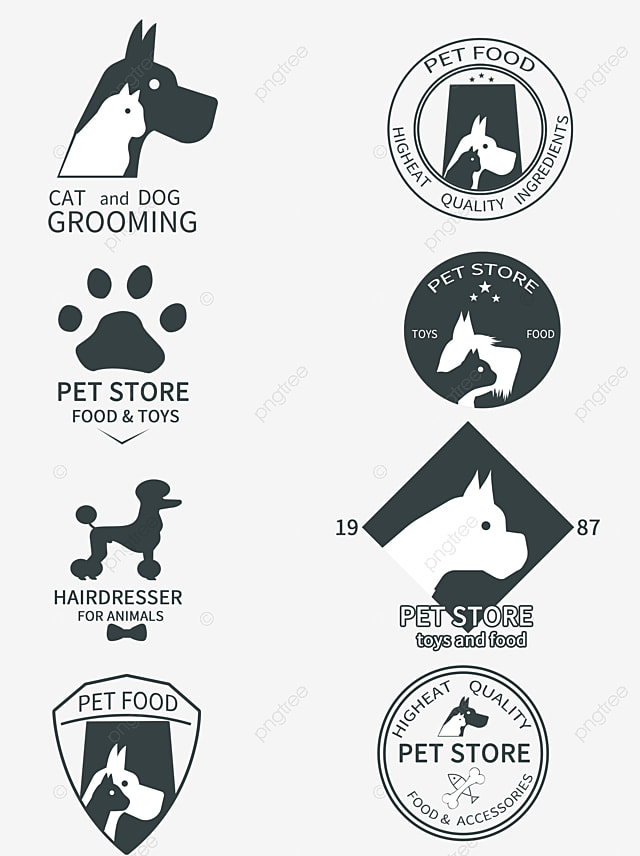 CAT and DOG
GROOMING
PET FOOD
HIGHEAT QUALITY INGREDIENTS
PET STORE
FOOD & TOYS
PET STORE
TOYS
FOOD
HAIRDRESSER
FOR ANIMALS
19
87
PET STORE
toys and food
PET FOOD
HIGHEAT QUALITY
PET STORE
FOOD & ACCESSORIES
pngtree